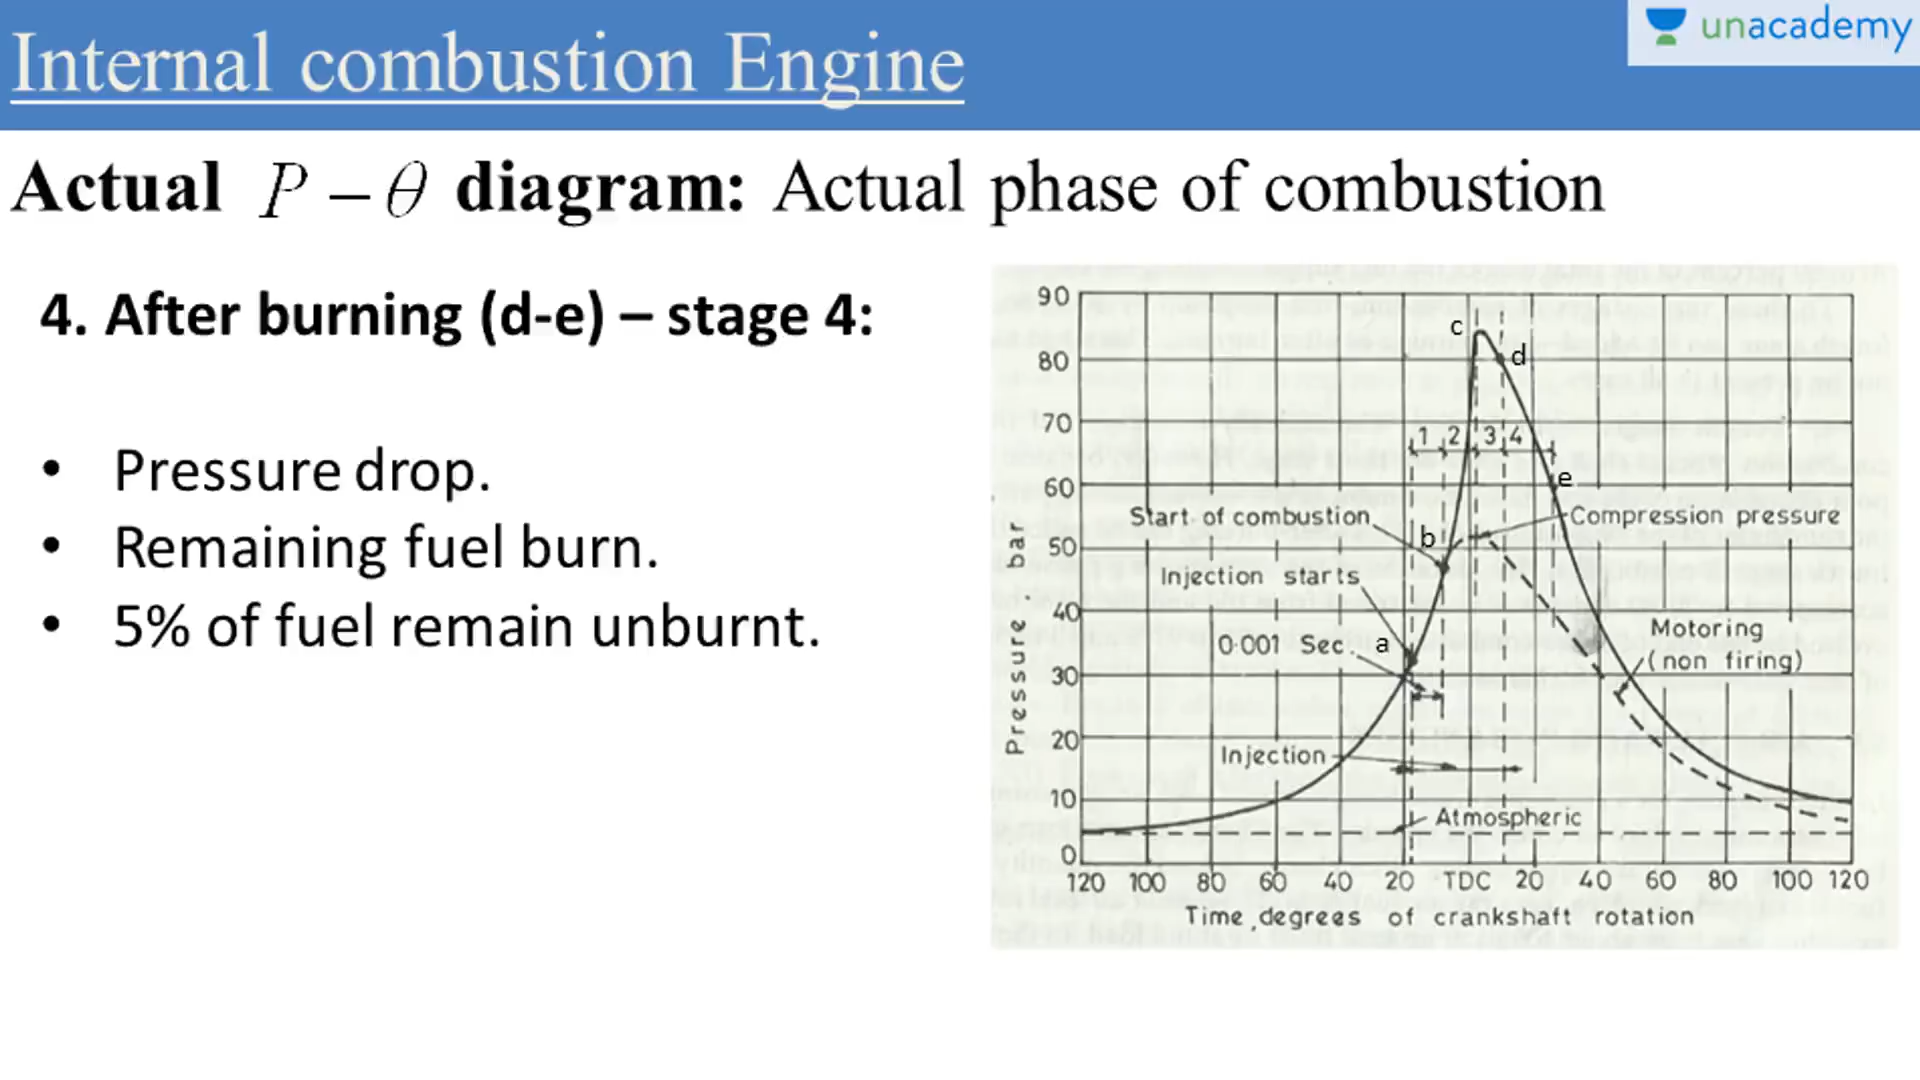 Internal combustion Engine
unacademy
Actual P – θ diagram: Actual phase of combustion
4. After burning (d-e) – stage 4:
• Pressure drop.
• Remaining fuel burn.
• 5% of fuel remain unburnt.
90
80
70
60
50
40
30
20
10
0
Pressure, bar
c
d
1 2 3 4
e
Start of combustion
Compression pressure
b
Injection starts
0.001 Sec.
a
Motoring
(non firing)
Injection
Atmospheric
120 100 80 60 40 20 TDC 20 40 60 80 100 120
Time, degrees of crankshaft rotation